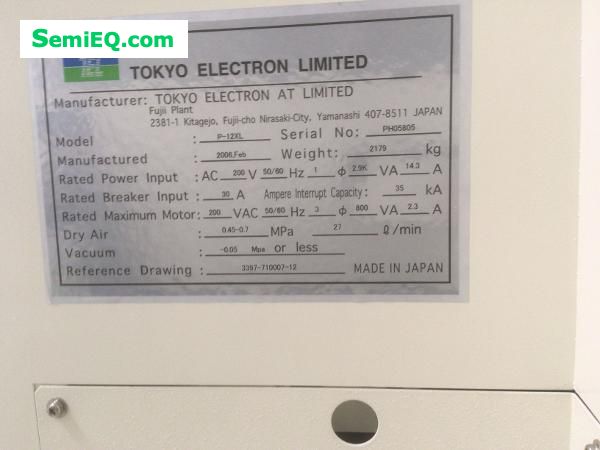 SemiEQ.com
TOKYO ELECTRON LIMITED
Manufacturer: TOKYO ELECTRON AT LIMITED
Fujii Plant
2381-1 Kitagejo, Fujii-cho Nirasaki-City, Yamanashi 407-8511 JAPAN
Model : P-12XL Serial No: PH05805
Manufactured : 2006,Feb Weight: 2179 kg
Rated Power Input : AC 200 V 50/60 Hz 1 φ 2.9K VA 14.3 A
Rated Breaker Input : 30 A Ampere Interrupt Capacity: 35 kA
Rated Maximum Motor: 200 VAC 50/60 Hz 3 φ 800 VA 2.3 A
Dry Air : 0.45-0.7 MPa 27 ℓ/min
Vacuum : -0.05 Mpa or less
Reference Drawing : 3397-710007-12 MADE IN JAPAN